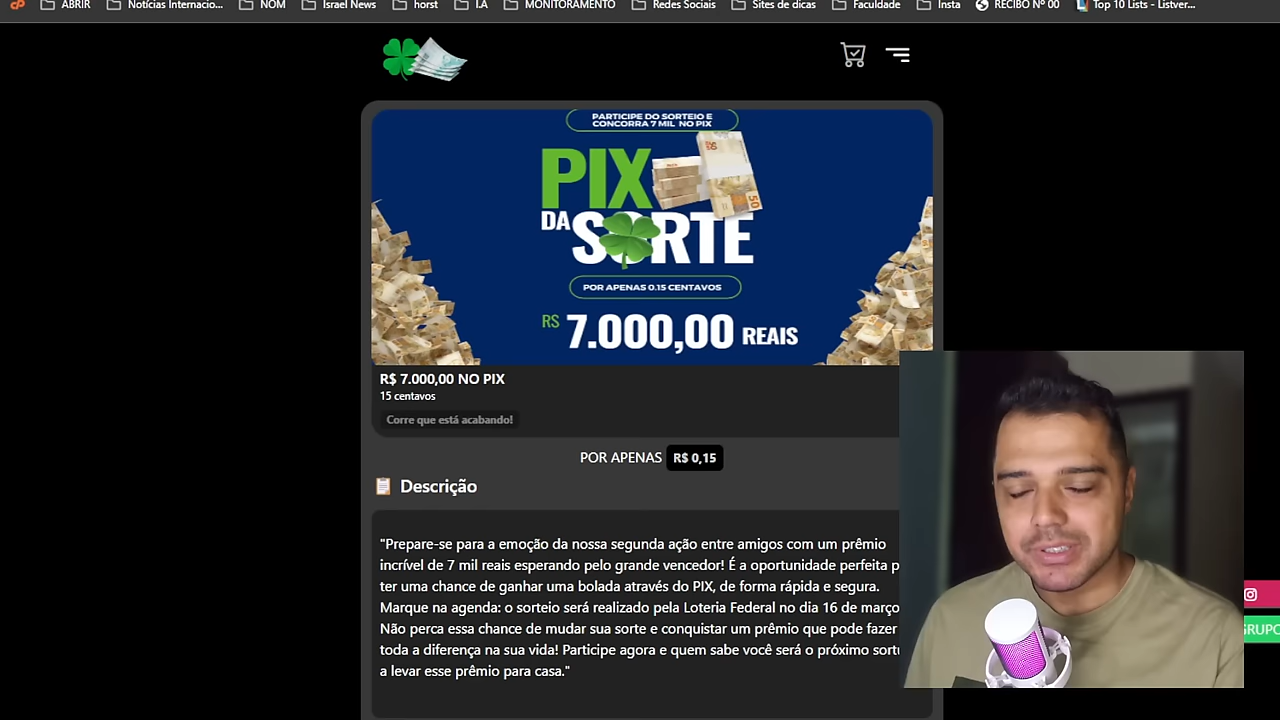 ABRIR
Notícias Internacio...
NOM
Israel News
horst
I.A
MONITORAMENTO
Redes Sociais
Sites de dicas
Faculdade
Insta
RECIBO Nº 00
Top 10 Lists - Listver...
PARTICIPE DO SORTEIO E
CONCORRA 7 MIL NO PIX
PIX
DA SORTE
POR APENAS 0.15 CENTAVOS
R$ 7.000,00 REAIS
R$ 7.000,00 NO PIX
15 centavos
Corre que está acabando!
POR APENAS R$ 0,15
Descrição
"Prepare-se para a emoção da nossa segunda ação entre amigos com um prêmio
incrível de 7 mil reais esperando pelo grande vencedor! É a oportunidade perfeita p
ter uma chance de ganhar uma bolada através do PIX, de forma rápida e segura.
Marque na agenda: o sorteio será realizado pela Loteria Federal no dia 16 de março
Não perca essa chance de mudar sua sorte e conquistar um prêmio que pode fazer
toda a diferença na sua vida! Participe agora e quem sabe você será o próximo sortu
a levar esse prêmio para casa."
GRUPO